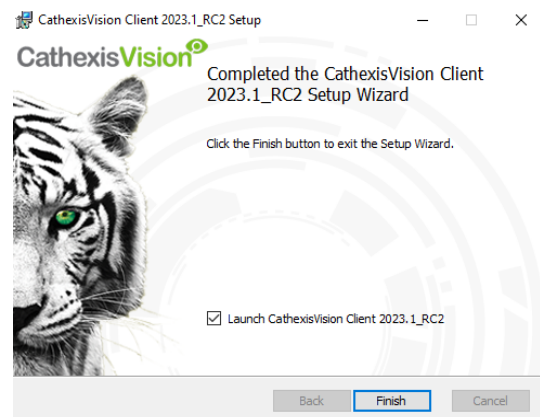 CathexisVision Client 2023.1_RC2 Setup
CathexisVision
Completed the CathexisVision Client
2023.1_RC2 Setup Wizard
Click the Finish button to exit the Setup Wizard.
Launch CathexisVision Client 2023.1_RC2
Back
Finish
Cancel